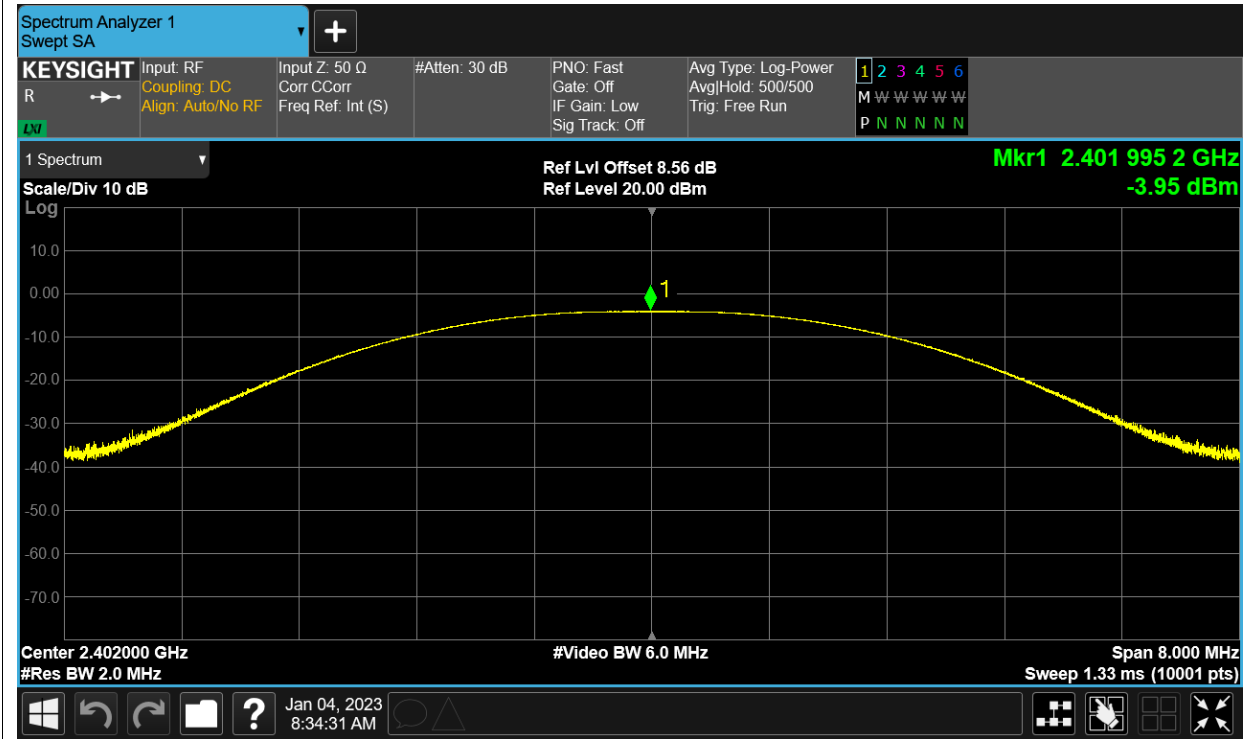 Spectrum Analyzer 1
Swept SA
KEYSIGHT
R
LXI
Input: RF
Coupling: DC
Align: Auto/No RF
Input Z: 50 Ω
Corr CCorr
Freq Ref: Int (S)
#Atten: 30 dB
PNO: Fast
Gate: Off
IF Gain: Low
Sig Track: Off
Avg Type: Log-Power
Avg|Hold: 500/500
Trig: Free Run
1 2 3 4 5 6
M W W W W W
P N N N N N
1 Spectrum
Scale/Div 10 dB
Log
Ref Lvl Offset 8.56 dB
Ref Level 20.00 dBm
Mkr1 2.401 995 2 GHz
-3.95 dBm
10.0
0.00
1
-10.0
-20.0
-30.0
-40.0
-50.0
-60.0
-70.0
Center 2.402000 GHz
#Res BW 2.0 MHz
#Video BW 6.0 MHz
Span 8.000 MHz
Sweep 1.33 ms (10001 pts)
?
Jan 04, 2023
8:34:31 AM